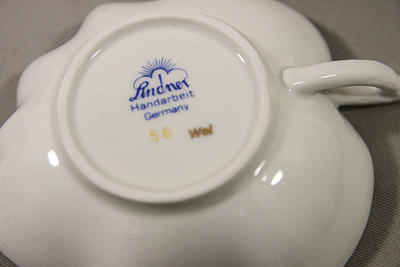 Lindner
Handarbeit
Germany
56 Wel